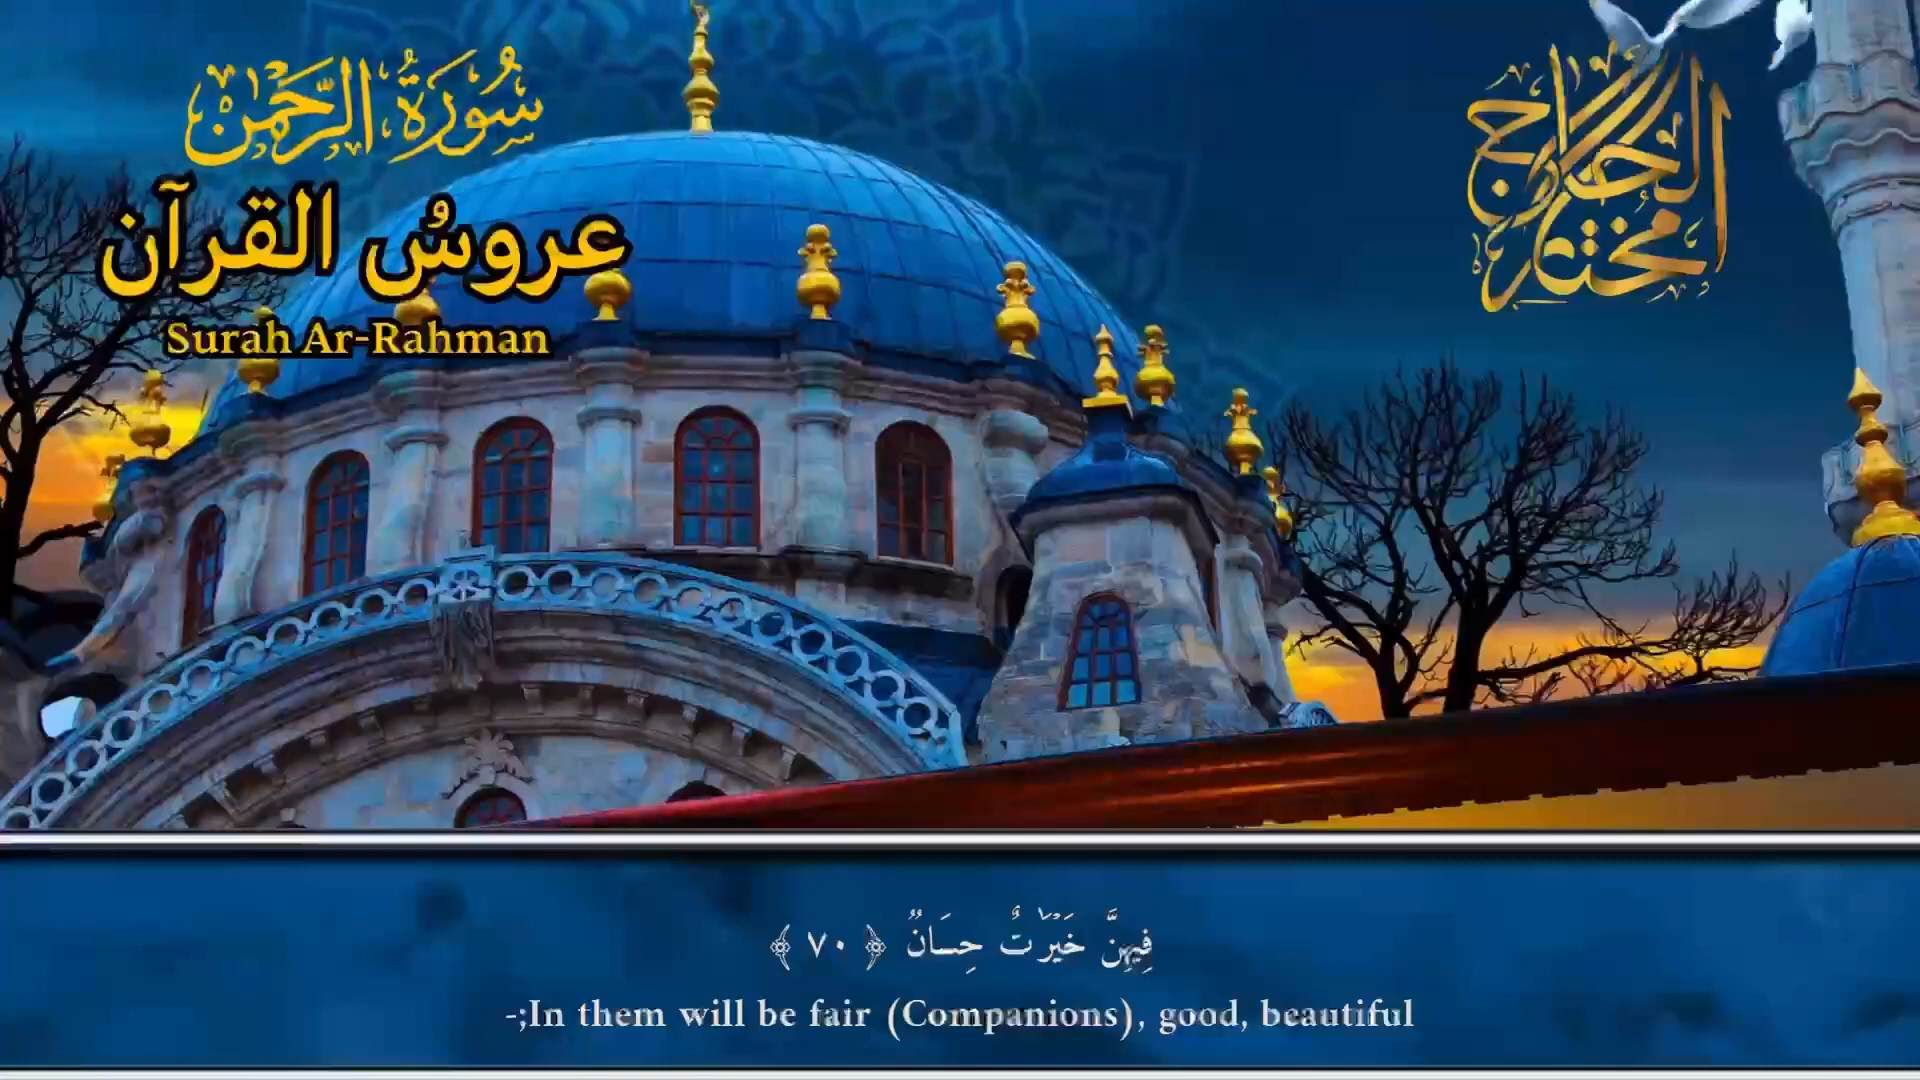 سُورَةُ الرَّحْمَٰن
عروسُ القرآن
Surah Ar-Rahman
المختار الحاج
فِيهِنَّ خَيْرَٰتٌ حِسَانٌ ﴿٧٠﴾
-;In them will be fair (Companions), good, beautiful